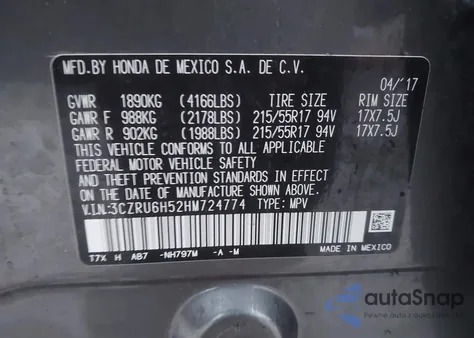 MFD.BY HONDA DE MEXICO S.A. DE C.V.
04/'17
GVWR 1890KG (4166LBS) TIRE SIZE RIM SIZE
GAWR F 988KG (2178LBS) 215/55R17 94V 17X7.5J
GAWR R 902KG (1988LBS) 215/55R17 94V 17X7.5J
THIS VEHICLE CONFORMS TO ALL APPLICABLE
FEDERAL MOTOR VEHICLE SAFETY
AND THEFT PREVENTION STANDARDS IN EFFECT
ON THE DATE OF MANUFACTURE SHOWN ABOVE.
V.I.N:3CZRU6H52HM724774 TYPE: MPV
T7X H AB7 -NH797M -A -M
MADE IN MEXICO
autoSnap